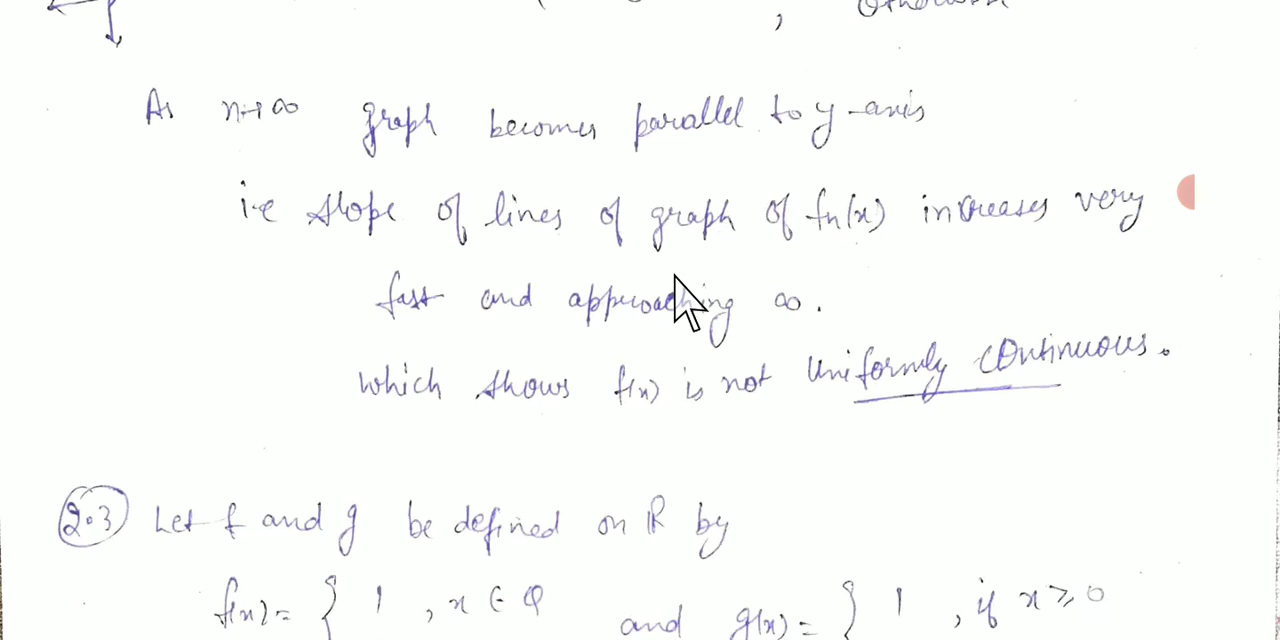 ,
As n→∞ graph becomes parallel to y-axis
i.e slope of lines of graph of fn(x) increases very
fast and approaching ∞.
which shows f(x) is not uniformly continuous.
Q.3 Let f and g be defined on ℝ by
f(x) = { 1 , x ∈ Q and g(x) = { 1 , if x ≥ 0